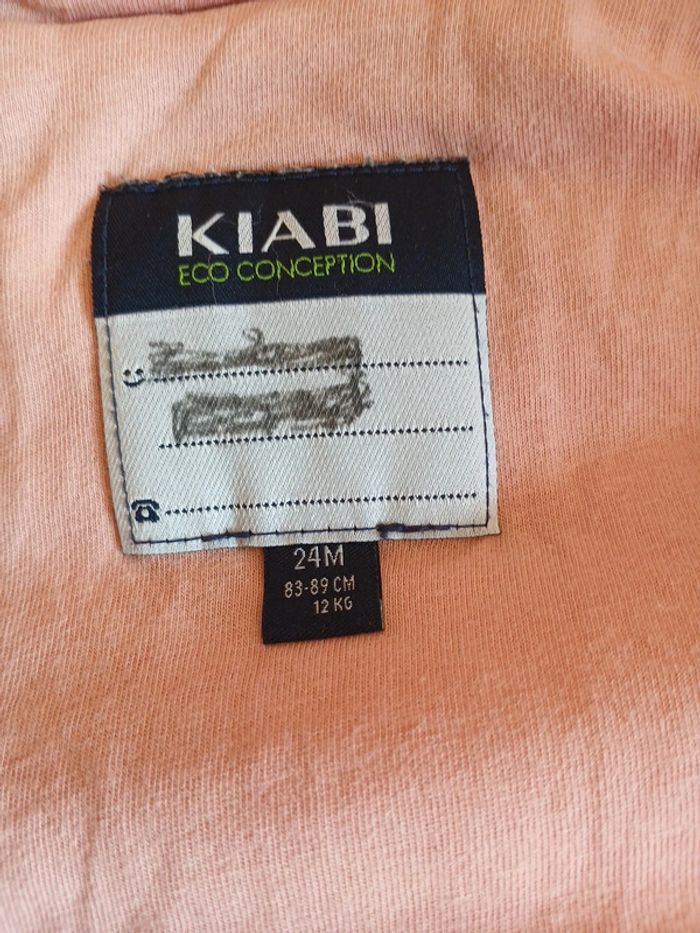 KIABI
ECO CONCEPTION
24M
83-89 CM
12 KG